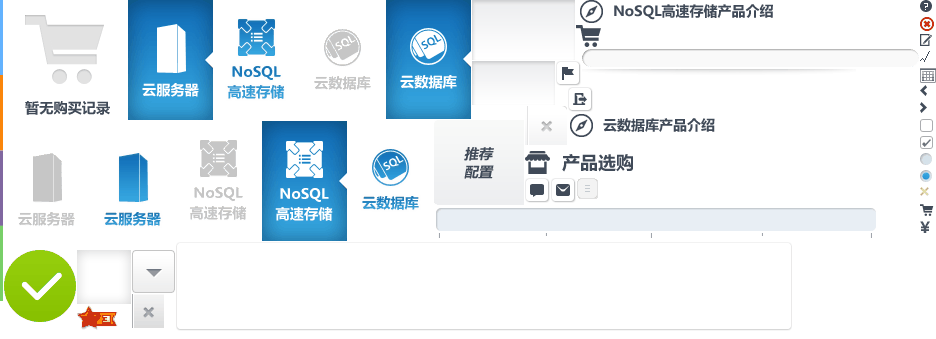 NoSQL高速存储产品介绍
SQL
SQL
云服务器
NoSQL
高速存储
云数据库
云数据库
暂无购买记录
云数据库产品介绍
推荐
配置
产品选购
SQL
云服务器
云服务器
NoSQL
高速存储
NoSQL
高速存储
云数据库
¥